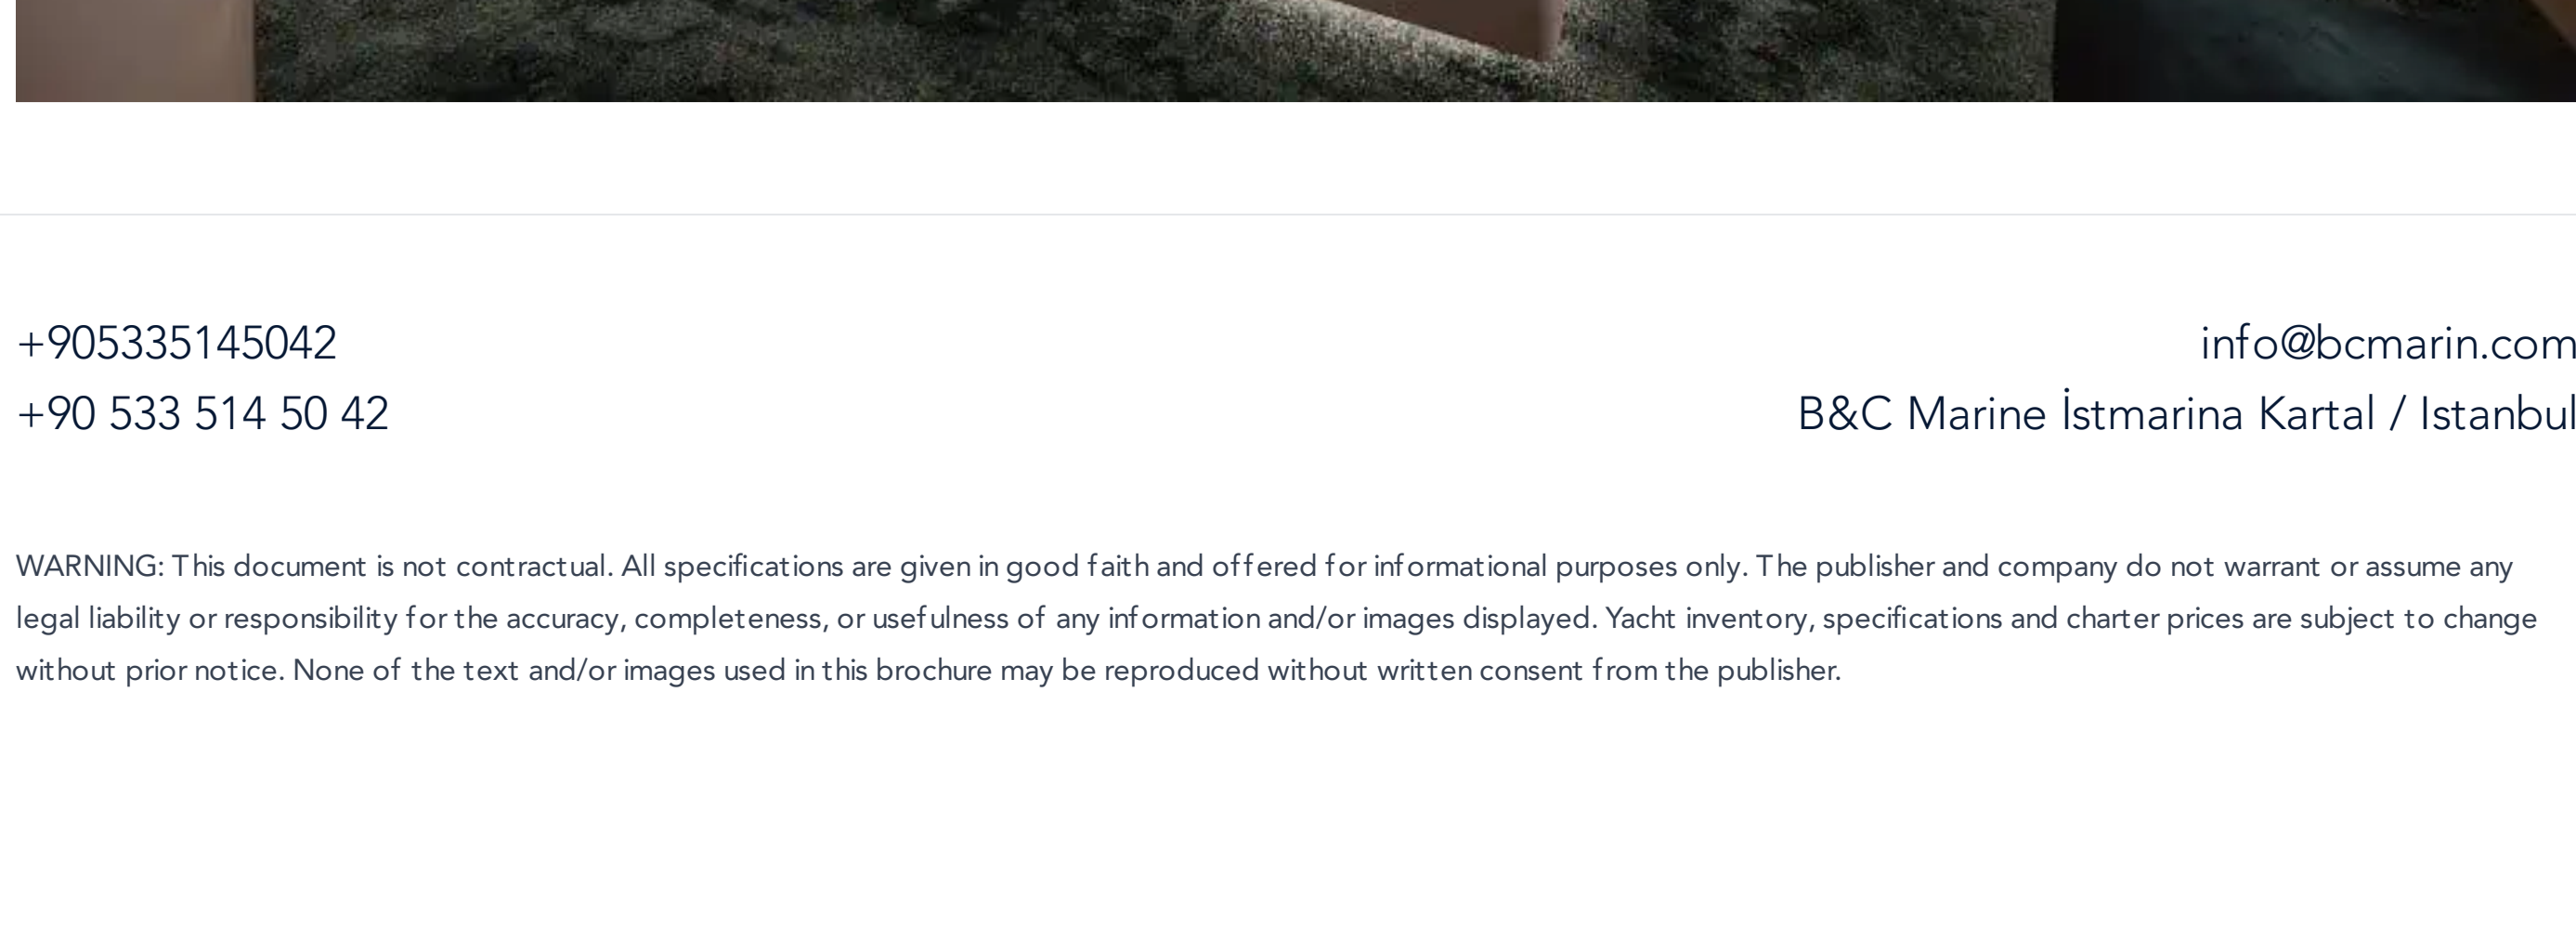 +905335145042
info@bcmarin.com
+90 533 514 50 42
B&C Marine İstmarina Kartal / Istanbul
WARNING: This document is not contractual. All specifications are given in good faith and offered for informational purposes only. The publisher and company do not warrant or assume any
legal liability or responsibility for the accuracy, completeness, or usefulness of any information and/or images displayed. Yacht inventory, specifications and charter prices are subject to change
without prior notice. None of the text and/or images used in this brochure may be reproduced without written consent from the publisher.